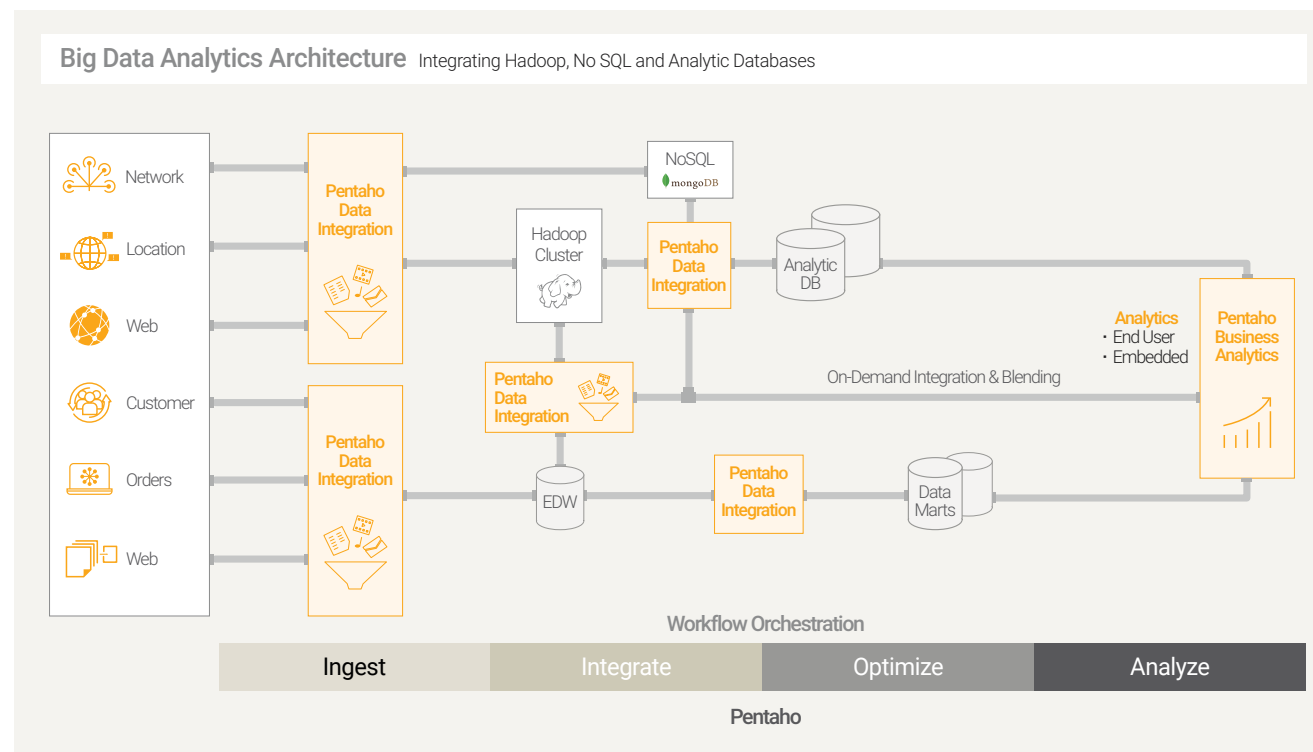 Big Data Analytics Architecture Integrating Hadoop, No SQL and Analytic Databases
Network
Location
Web
Customer
Orders
Web
Pentaho
Data
Integration
Pentaho
Data
Integration
NoSQL
mongoDB
Hadoop
Cluster
Pentaho
Data
Integration
Analytic
DB
Pentaho
Data
Integration
On-Demand Integration & Blending
EDW
Pentaho
Data
Integration
Data
Marts
Analytics
· End User
· Embedded
Pentaho
Business
Analytics
Workflow Orchestration
Ingest
Integrate
Optimize
Analyze
Pentaho